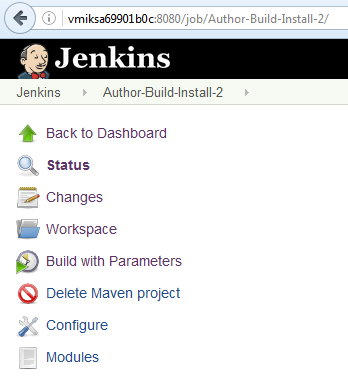 vmiksa69901b0c:8080/job/Author-Build-Install-2/
Jenkins
Jenkins Author-Build-Install-2
Back to Dashboard
Status
Changes
Workspace
Build with Parameters
Delete Maven project
Configure
Modules